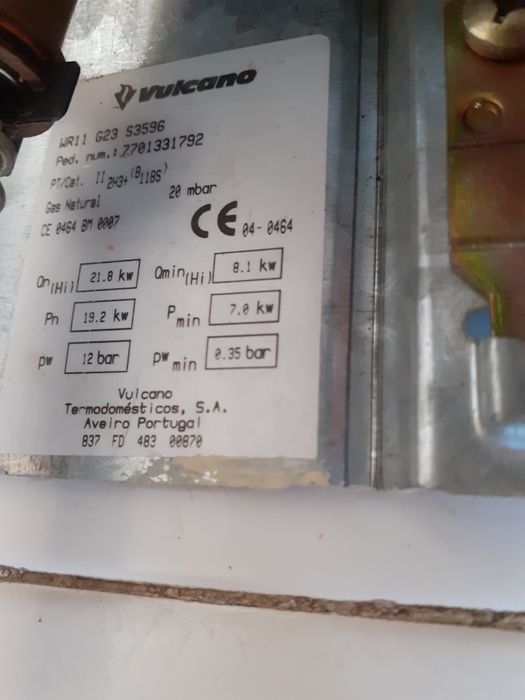 Vulcano
WR11 G23 S3596
Ped. num.: 7701331792
PT/Cat. II 2H3+ (B11BS)
Gas Natural 20 mbar
CE 0464 BM 0007 CE 04-0464
Qn(Hi) 21.8 kw Qmin(Hi) 8.1 kw
Pn 19.2 kw Pmin 7.0 kw
pw 12 bar pw min 0.35 bar
Vulcano
Termodomésticos, S.A.
Aveiro Portugal
837 FD 483 00870